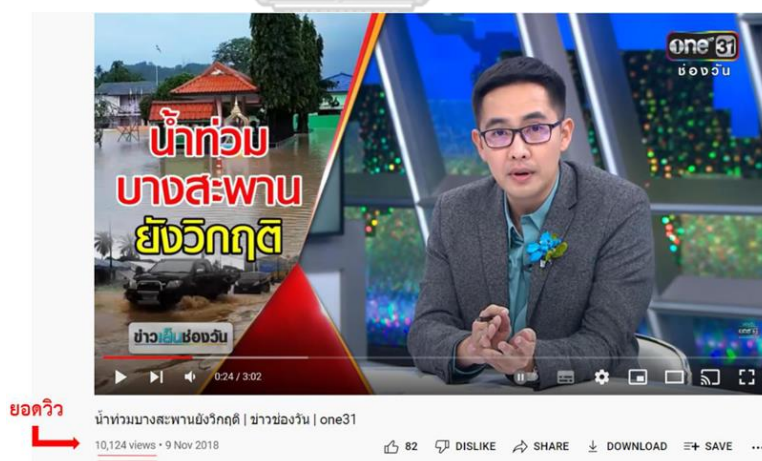 one 31
ช่องวัน
น้ำท่วม
บางสะพาน
ยังวิกฤติ
ข่าวเย็นช่องวัน
0:24 / 3:02
ยอดวิว
น้ำท่วมบางสะพานยังวิกฤติ | ข่าวช่องวัน | one31
10,124 views • 9 Nov 2018
82 DISLIKE SHARE DOWNLOAD SAVE